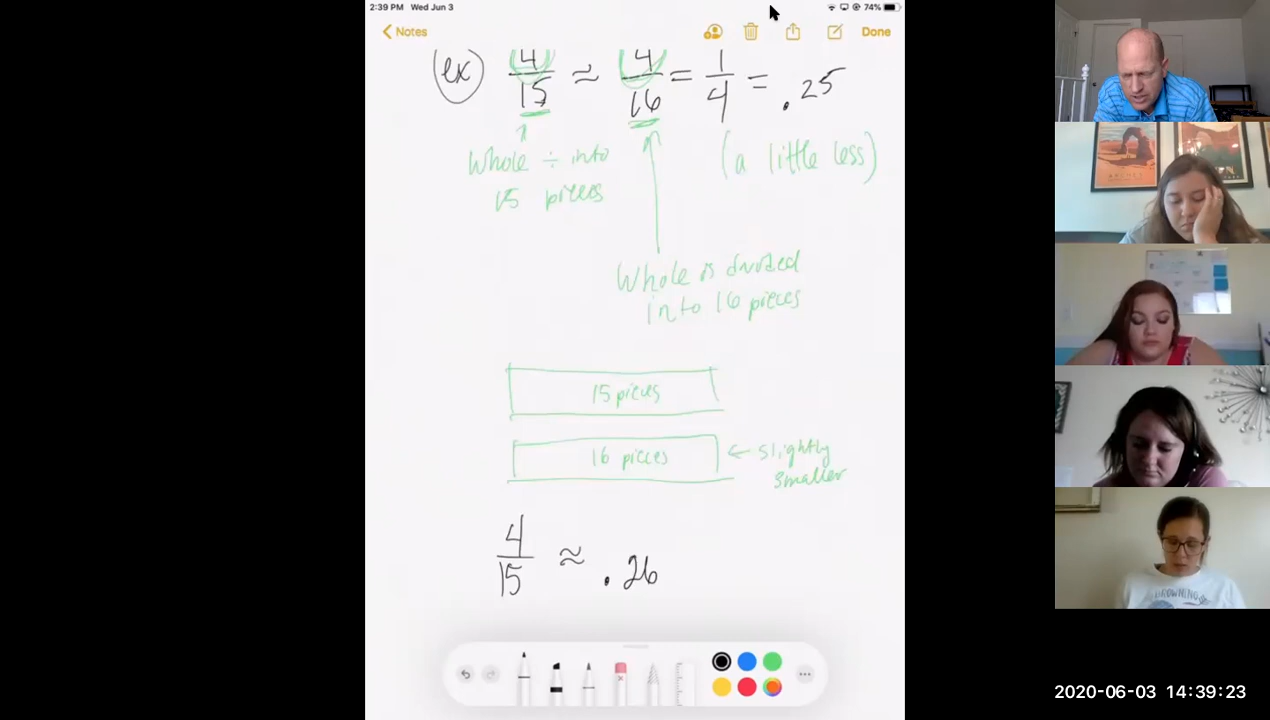 2:39 PM Wed Jun 3
74%
Notes
Done
ex 4/15 ≈ 4/16 = 1/4 = .25
Whole ÷ into
15 pieces
(a little less)
Whole is divided
into 16 pieces
15 pieces
16 pieces ← slightly
smaller
4/15 ≈ .26
ARCHES
BROWNING
2020-06-03 14:39:23